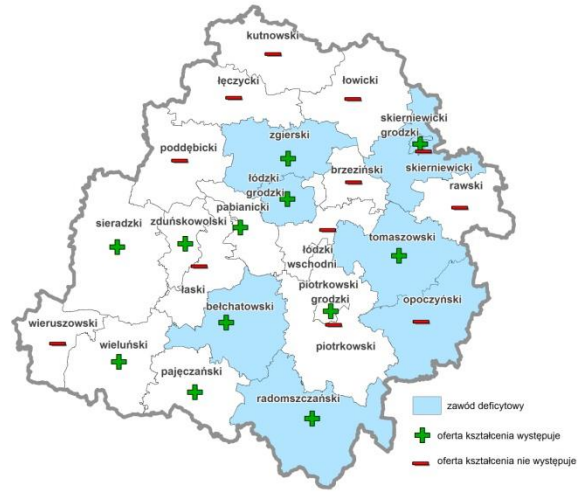 kutnowski
łęczycki
łowicki
skierniewicki
grodzki
zgierski
poddębicki
brzeziński
skierniewicki
rawski
łódzki
grodzki
pabianicki
sieradzki
zduńskowolski
łódzki
wschodni
tomaszowski
łaski
piotrkowski
grodzki
bełchatowski
opoczyński
wieruszowski
wieluński
piotrkowski
pajęczański
radomszczański
zawód deficytowy
oferta kształcenia występuje
oferta kształcenia nie występuje